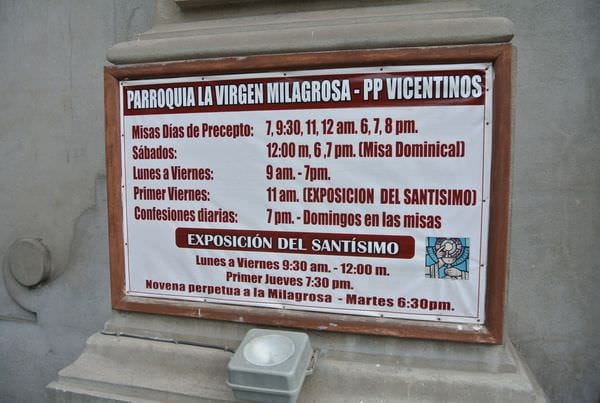 PARROQUIA LA VIRGEN MILAGROSA - PP VICENTINOS
Misas Días de Precepto: 7, 9:30, 11, 12 am. 6, 7, 8 pm.
Sábados: 12:00 m, 6 ,7 pm. (Misa Dominical)
Lunes a Viernes: 9 am. - 7pm.
Primer Viernes: 11 am. (EXPOSICION DEL SANTISIMO)
Confesiones diarias: 7 pm. - Domingos en las misas
EXPOSICIÓN DEL SANTÍSIMO
Lunes a Viernes 9:30 am. - 12:00 m.
Primer Jueves 7:30 pm.
Novena perpetua a la Milagrosa - Martes 6:30pm.